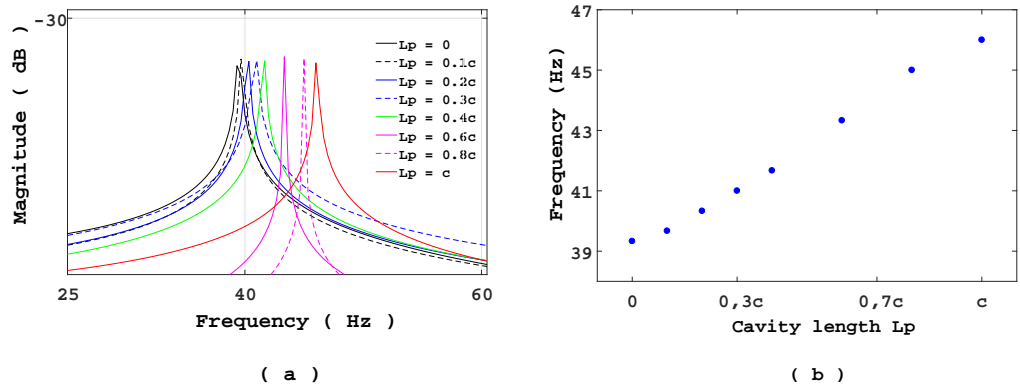 -30
Magnitude ( dB )
Lp = 0
Lp = 0.1c
Lp = 0.2c
Lp = 0.3c
Lp = 0.4c
Lp = 0.6c
Lp = 0.8c
Lp = c
25 40 60
Frequency ( Hz )
( a )
47
45
43
41
39
Frequency (Hz)
0 0,3c 0,7c c
Cavity length Lp
( b )